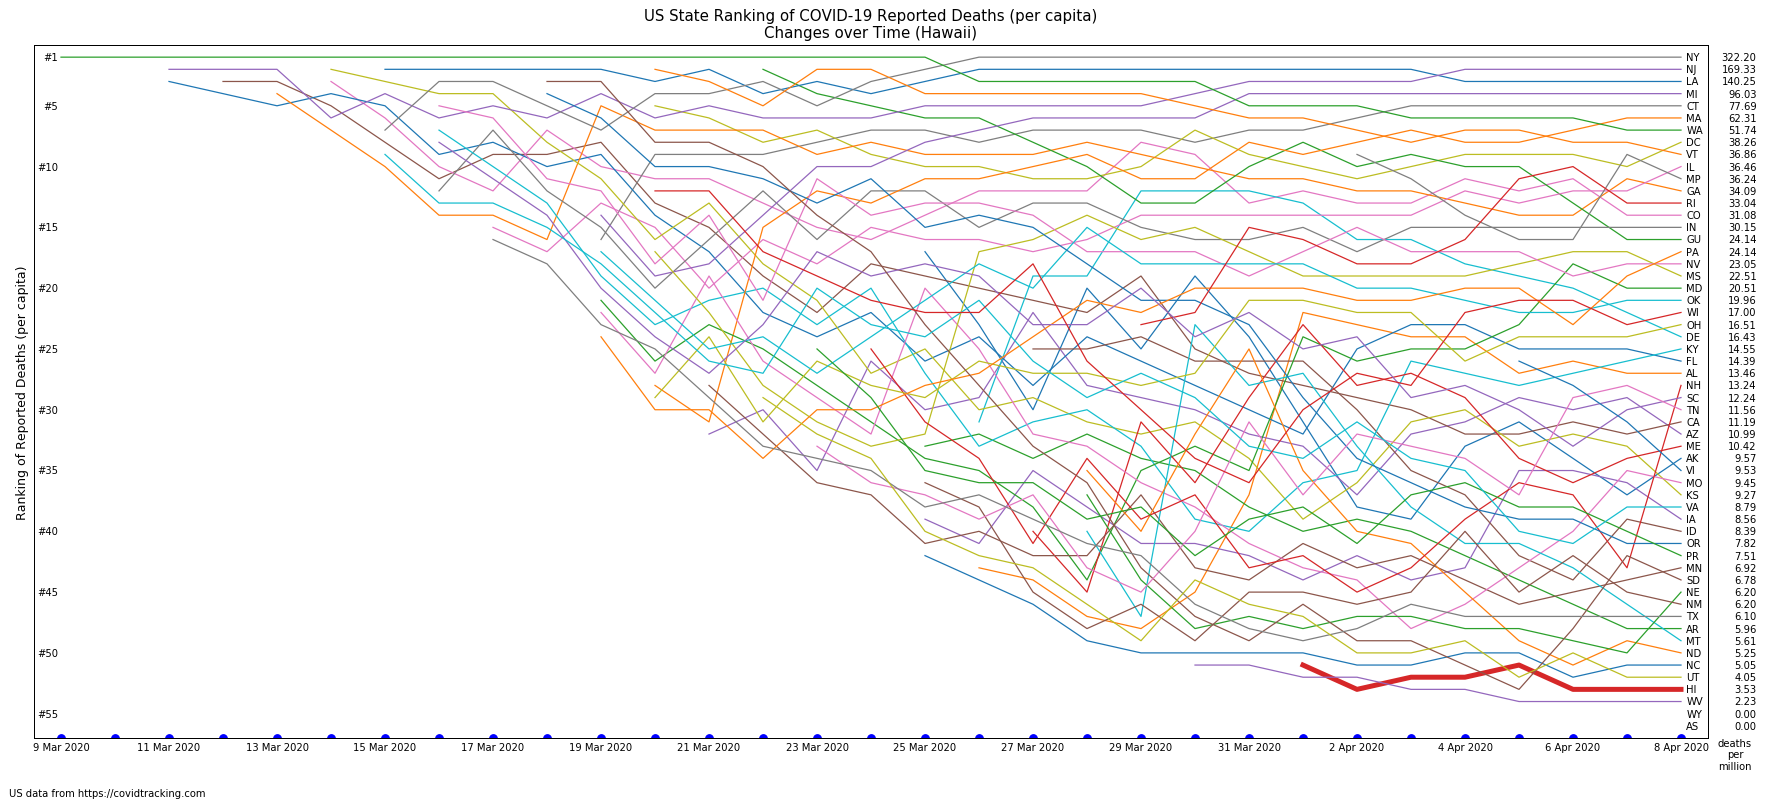 US State Ranking of COVID-19 Reported Deaths (per capita)
Changes over Time (Hawaii)
Ranking of Reported Deaths (per capita)
#1
#5
#10
#15
#20
#25
#30
#35
#40
#45
#50
#55
NY 322.20
NJ 169.33
LA 140.25
MI 96.03
CT 77.69
MA 62.31
WA 51.74
DC 38.26
VT 36.86
IL 36.46
MP 36.24
GA 34.09
RI 33.04
CO 31.08
IN 30.15
GU 24.14
PA 24.14
NV 23.05
MS 22.51
MD 20.51
OK 19.96
WI 17.00
OH 16.51
DE 16.43
KY 14.55
FL 14.39
AL 13.46
NH 13.24
SC 12.24
TN 11.56
CA 11.19
AZ 10.99
ME 10.42
AK 9.57
VI 9.53
MO 9.45
KS 9.27
VA 8.79
IA 8.56
ID 8.39
OR 7.82
PR 7.51
MN 6.92
SD 6.78
NE 6.20
NM 6.20
TX 6.10
AR 5.96
MT 5.61
ND 5.25
NC 5.05
UT 4.05
HI 3.53
WV 2.23
WY 0.00
AS 0.00
9 Mar 2020 11 Mar 2020 13 Mar 2020 15 Mar 2020 17 Mar 2020 19 Mar 2020 21 Mar 2020 23 Mar 2020 25 Mar 2020 27 Mar 2020 29 Mar 2020 31 Mar 2020 2 Apr 2020 4 Apr 2020 6 Apr 2020 8 Apr 2020
deaths
per
million
US data from https://covidtracking.com